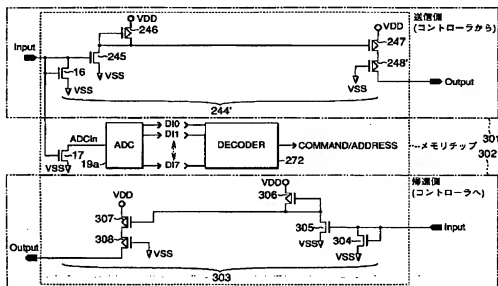 送信側
(コントローラから)
VDD
246
VDD
Input
245
247
16
VSS
248'
VSS
VSS
Output
244'
ADCin
ADC
DI0
DI1
DI7
DECODER
COMMAND/ADDRESS
メモリチップ
301
302
17
VSS
19a
272
帰還側
(コントローラへ)
VDD
306
VDD
307
305
Input
308
304
Output
VSS
VSS
VSS
303